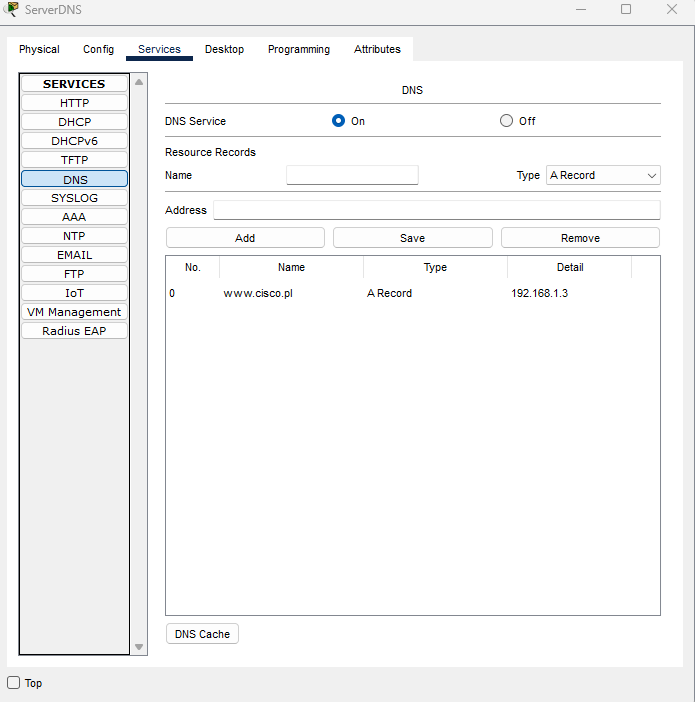 ServerDNS
Physical Config Services Desktop Programming Attributes
SERVICES
HTTP
DHCP
DHCPv6
TFTP
DNS
SYSLOG
AAA
NTP
EMAIL
FTP
IoT
VM Management
Radius EAP
DNS
DNS Service On Off
Resource Records
Name Type A Record
Address
Add Save Remove
No. Name Type Detail
0 www.cisco.pl A Record 192.168.1.3
DNS Cache
Top